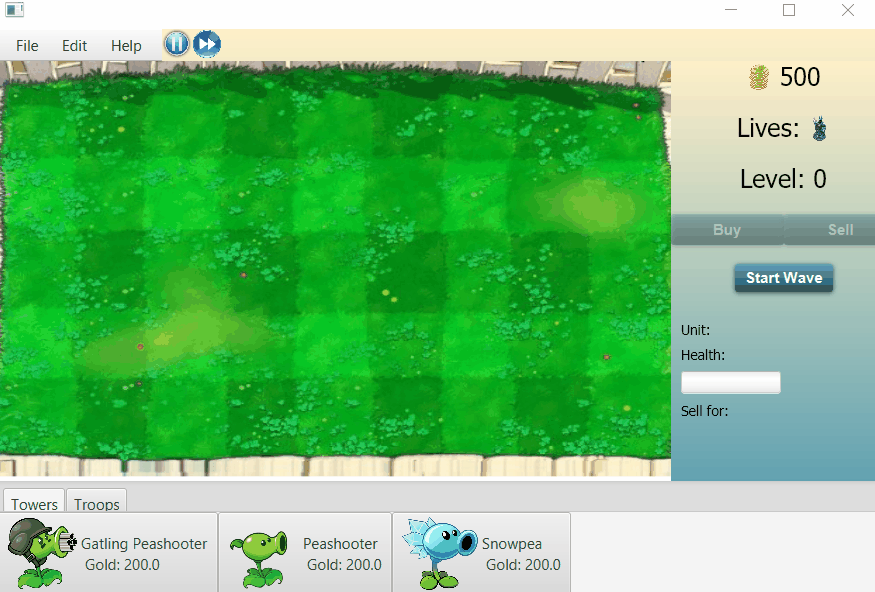 File Edit Help
500
Lives:
Level: 0
Buy Sell
Start Wave
Unit:
Health:
Sell for:
Towers Troops
Gatling Peashooter
Gold: 200.0
Peashooter
Gold: 200.0
Snowpea
Gold: 200.0